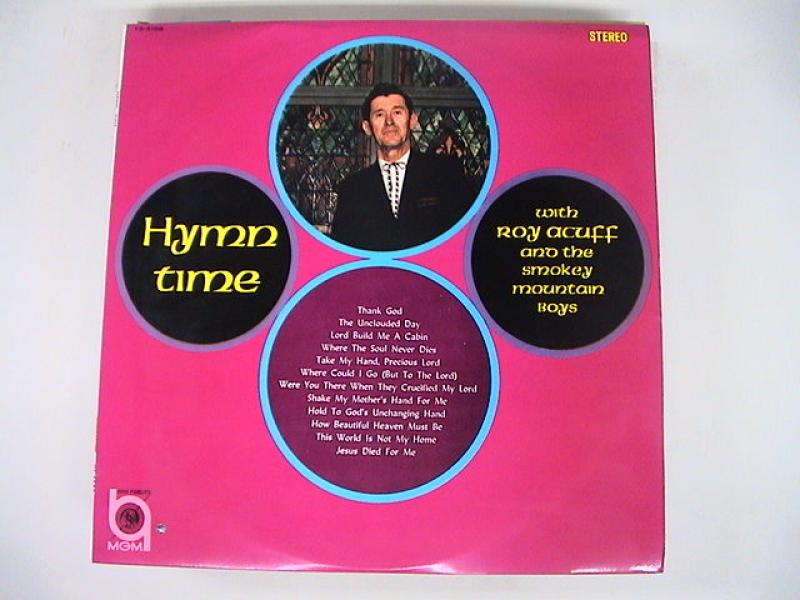 STEREO
Hymn
time
with
Roy Acuff
and the
Smokey
Mountain
Boys
Thank God
The Unclouded Day
Lord Build Me A Cabin
Where The Soul Never Dies
Take My Hand, Precious Lord
Where Could I Go (But To The Lord)
Were You There When They Crucified My Lord
Shake My Mother's Hand For Me
Hold To God's Unchanging Hand
How Beautiful Heaven Must Be
This World Is Not My Home
Jesus Died For Me
MGM